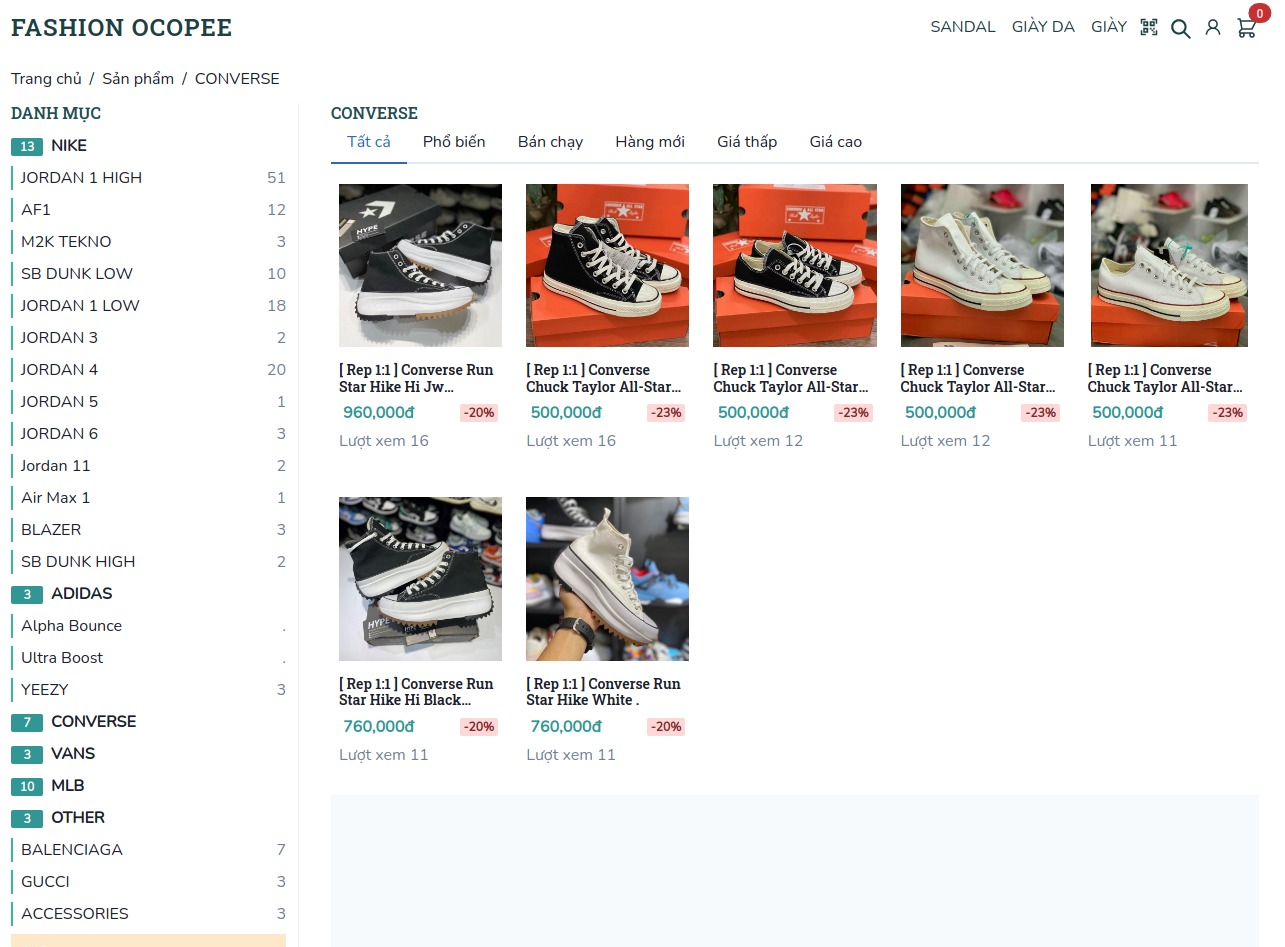 FASHION OCOPEE
SANDAL GIÀY DA GIÀY 0
Trang chủ / Sản phẩm / CONVERSE
DANH MỤC
13 NIKE
JORDAN 1 HIGH 51
AF1 12
M2K TEKNO 3
SB DUNK LOW 10
JORDAN 1 LOW 18
JORDAN 3 2
JORDAN 4 20
JORDAN 5 1
JORDAN 6 3
Jordan 11 2
Air Max 1 1
BLAZER 3
SB DUNK HIGH 2
3 ADIDAS
Alpha Bounce .
Ultra Boost .
YEEZY 3
7 CONVERSE
3 VANS
10 MLB
3 OTHER
BALENCIAGA 7
GUCCI 3
ACCESSORIES 3
CONVERSE
Tất cả Phổ biến Bán chạy Hàng mới Giá thấp Giá cao
HYPE
[ Rep 1:1 ] Converse Run
Star Hike Hi Jw...
960,000đ -20%
Lượt xem 16
[ Rep 1:1 ] Converse
Chuck Taylor All-Star...
500,000đ -23%
Lượt xem 16
[ Rep 1:1 ] Converse
Chuck Taylor All-Star...
500,000đ -23%
Lượt xem 12
[ Rep 1:1 ] Converse
Chuck Taylor All-Star...
500,000đ -23%
Lượt xem 12
[ Rep 1:1 ] Converse
Chuck Taylor All-Star...
500,000đ -23%
Lượt xem 11
HYPE
[ Rep 1:1 ] Converse Run
Star Hike Hi Black...
760,000đ -20%
Lượt xem 11
[ Rep 1:1 ] Converse Run
Star Hike White .
760,000đ -20%
Lượt xem 11